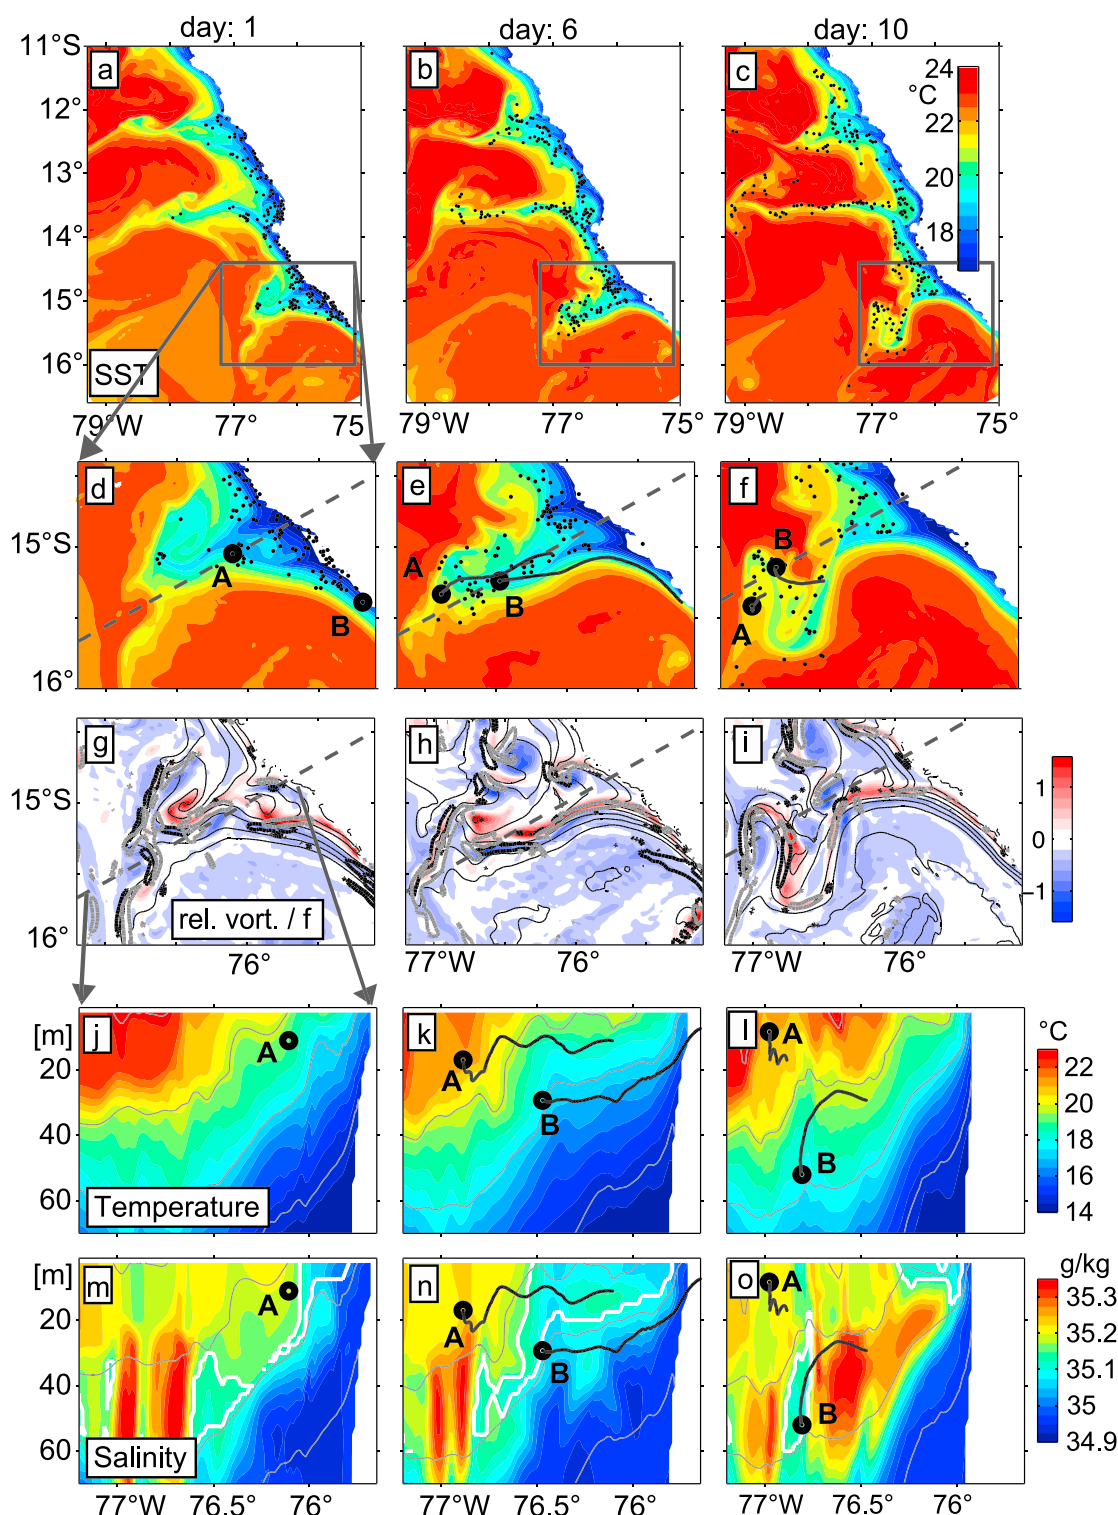 day: 1 day: 6 day: 10
11°S
a b c
24
°C
12°
22
13°
20
14°
18
15°
16°
SST
79°W 77° 75° 79°W 77° 75° 79°W 77° 75°
d e f
15°S
A B A B B A
16°
g h i
1
15°S
0
−1
rel. vort. / f
16°
76° 77°W 76° 77°W 76°
j k l
[m] A A B A B °C
22
20
20
40
18
60
16
Temperature
14
m n o
[m] A A B A B g/kg
35.3
20
35.2
40
35.1
60
35
Salinity
34.9
77°W 76.5° 76° 77°W 76.5° 76° 77°W 76.5° 76°